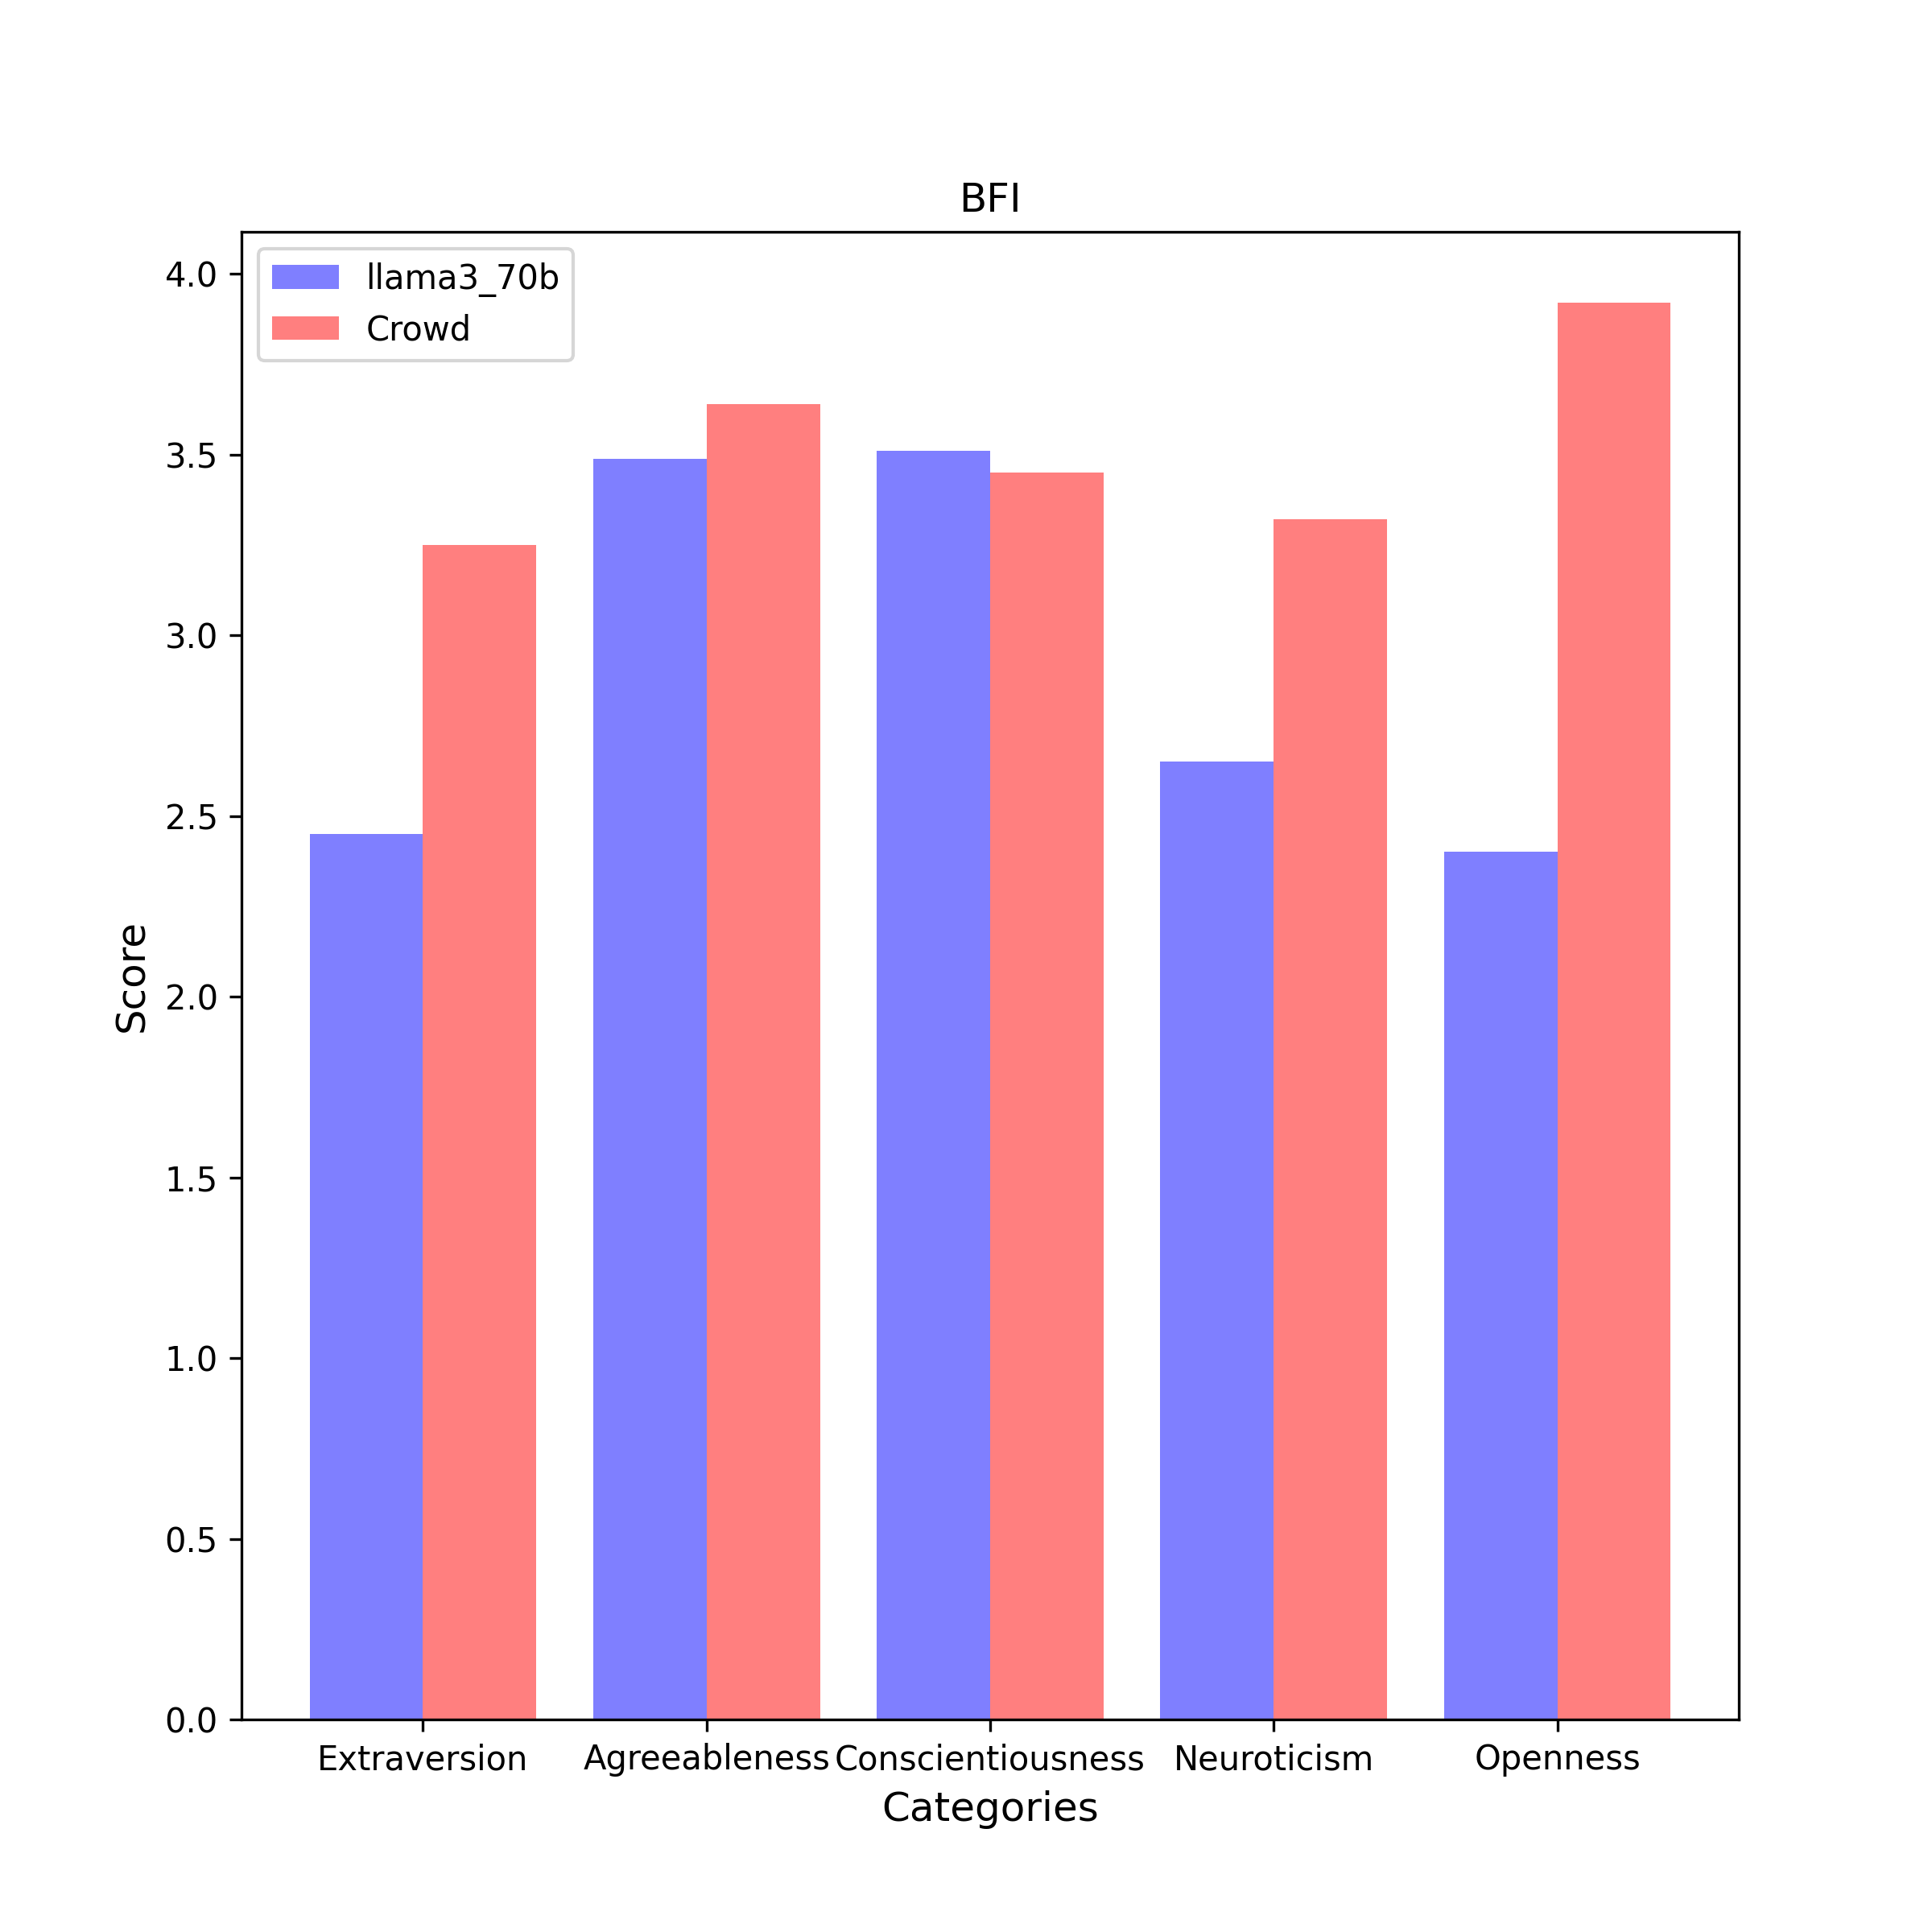 BFI
llama3_70b
Crowd
4.0
3.5
3.0
2.5
2.0
1.5
1.0
0.5
0.0
Score
Extraversion Agreeableness Conscientiousness Neuroticism Openness
Categories